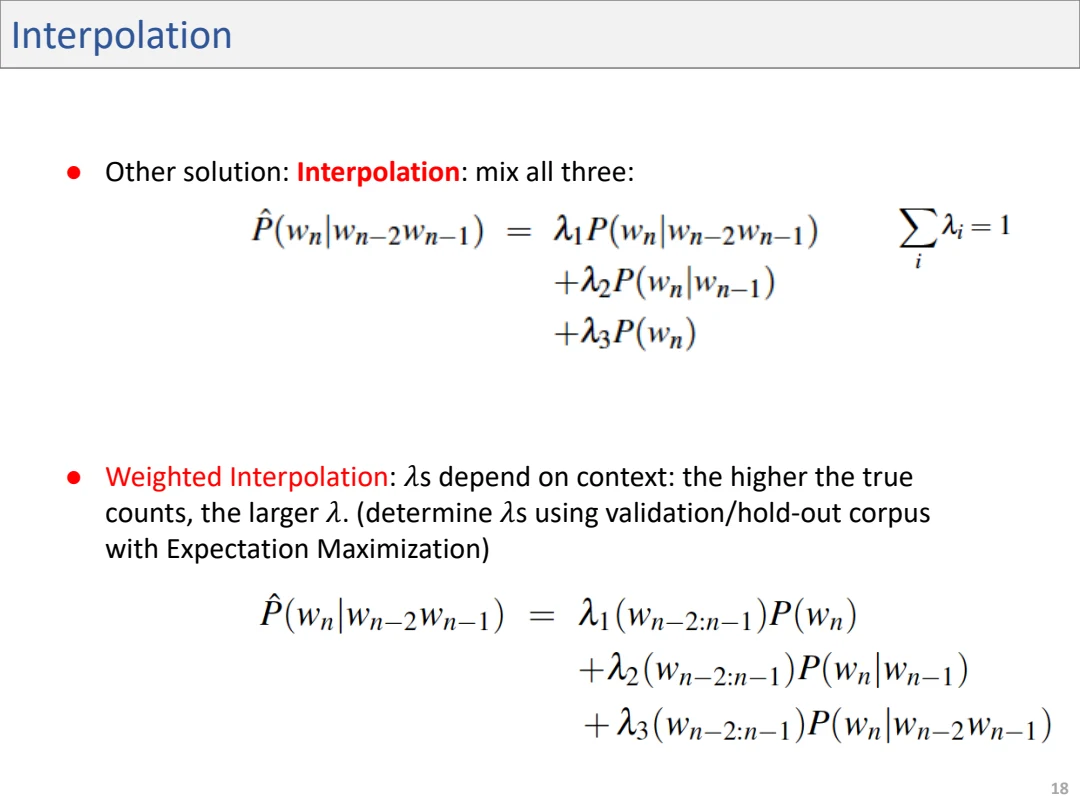 Interpolation
● Other solution: Interpolation: mix all three:
P̂(wₙ|wₙ₋₂wₙ₋₁) = λ₁P(wₙ|wₙ₋₂wₙ₋₁)
∑ᵢ λᵢ = 1
+λ₂P(wₙ|wₙ₋₁)
+λ₃P(wₙ)
● Weighted Interpolation: λs depend on context: the higher the true
counts, the larger λ. (determine λs using validation/hold-out corpus
with Expectation Maximization)
P̂(wₙ|wₙ₋₂wₙ₋₁) = λ₁(wₙ₋₂:ₙ₋₁)P(wₙ)
+λ₂(wₙ₋₂:ₙ₋₁)P(wₙ|wₙ₋₁)
+ λ₃(wₙ₋₂:ₙ₋₁)P(wₙ|wₙ₋₂wₙ₋₁)
18